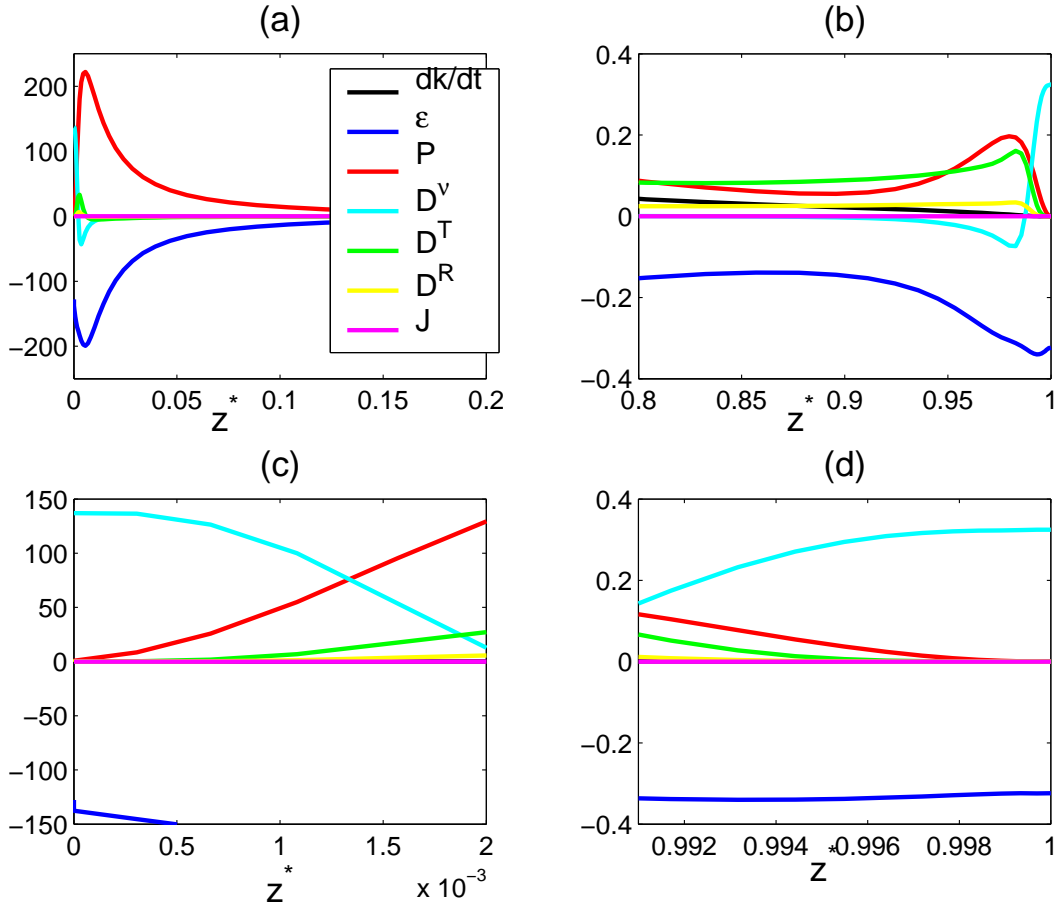 (a)
200
100
0
−100
−200
0
0.05
0.1
0.15
0.2
z*
dk/dt
ε
P
D^ν
D^T
D^R
J
(b)
0.4
0.2
0
−0.2
−0.4
0.8
0.85
0.9
0.95
1
z*
(c)
150
100
50
0
−50
−100
−150
0
0.5
1
1.5
2
z*
x 10^−3
(d)
0.4
0.2
0
−0.2
−0.4
0.992
0.994
0.996
0.998
1
z*